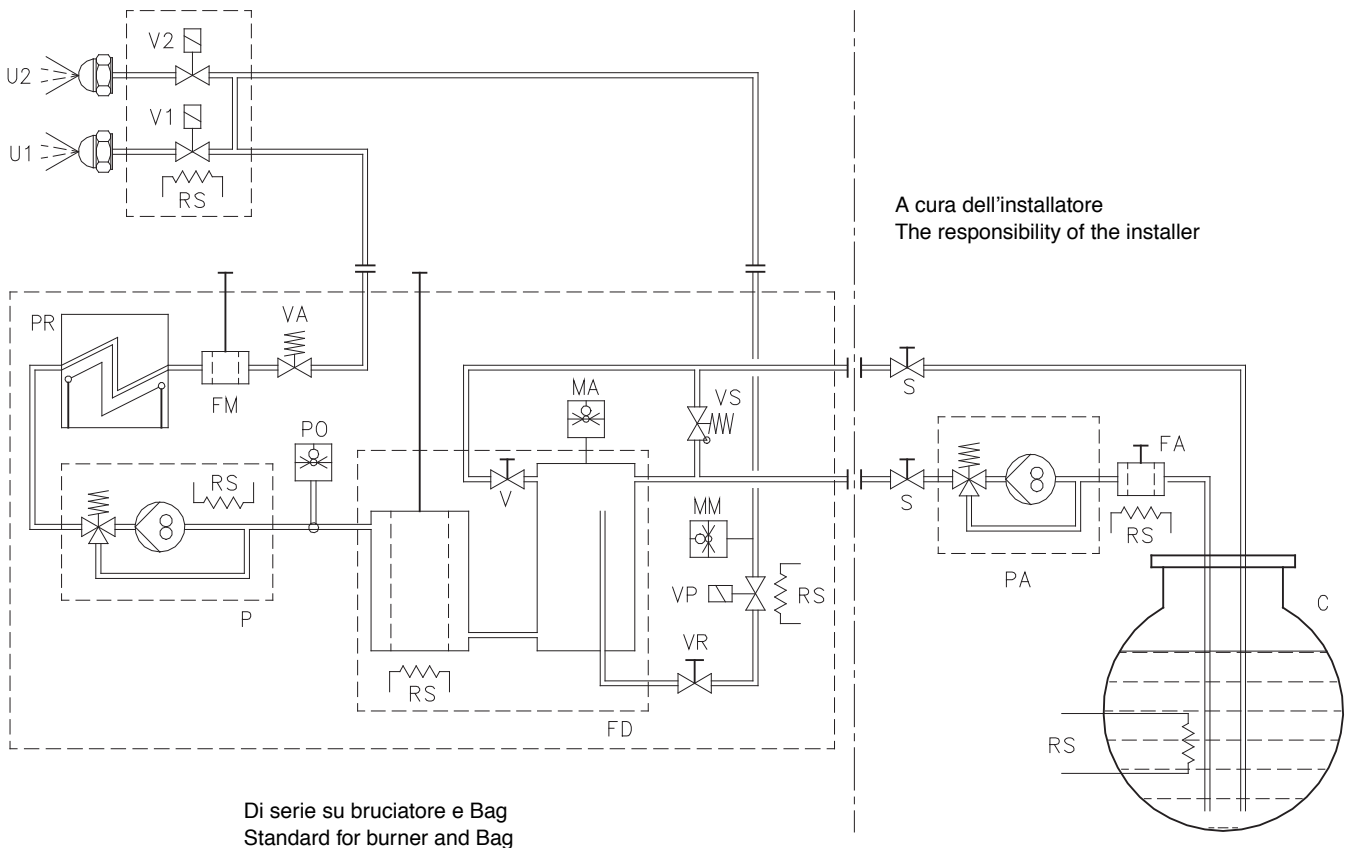 V2
U2
V1
U1
RS
A cura dell'installatore
The responsibility of the installer
PR
VA
FM
MA
VS
S
PO
FA
RS
V
S
MM
RS
PA
VP
RS
C
P
VR
RS
FD
RS
Di serie su bruciatore e Bag
Standard for burner and Bag